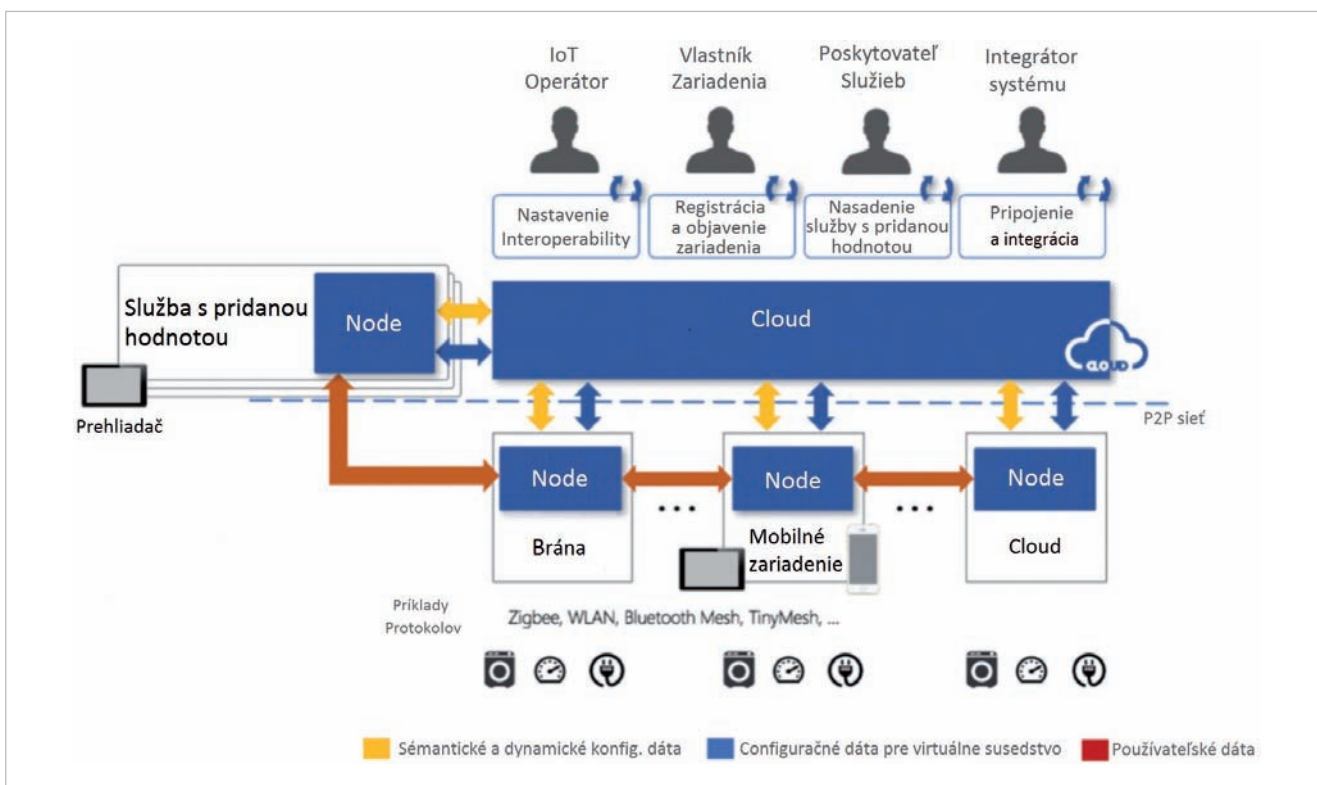 IoT
Operátor
Vlastník
Zariadenia
Poskytovateľ
Služieb
Integrátor
systému
Nastavenie
Interoperability
Registrácia
a objavenie
zariadenia
Nasadenie
služby s pridanou
hodnotou
Pripojenie
a integrácia
Služba s pridanou
hodnotou
Node
Cloud
CLOUD
Prehliadač
P2P sieť
Node
Node
Node
...
...
Brána
Mobilné
zariadenie
Cloud
Príklady
Protokolov
Zigbee, WLAN, Bluetooth Mesh, TinyMesh, ...
Sémantické a dynamické konfig. dáta
Configuračné dáta pre virtuálne susedstvo
Používateľské dáta